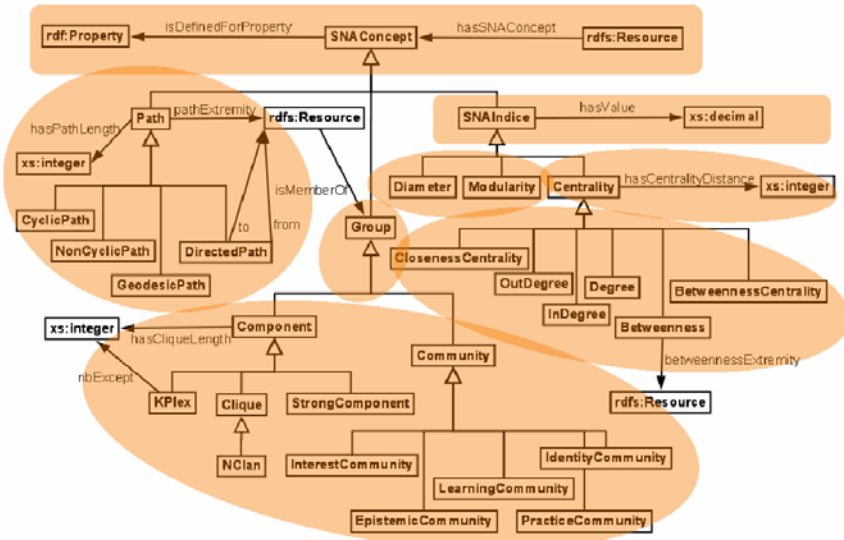 isDefinedForProperty
hasSNAConcept
rdf:Property
SNAConcept
rdfs:Resource
Path
pathExtremity
rdfs:Resource
SNAIndice
hasValue
xs:decimal
hasPathLength
xs:integer
isMemberOf
Diameter
Modularity
Centrality
hasCentralityDistance
xs:integer
CyclicPath
to
from
Group
NonCyclicPath
DirectedPath
ClosenessCentrality
GeodesicPath
OutDegree
Degree
BetweennessCentrality
InDegree
xs:integer
Component
Betweenness
hasCliqueLength
Community
betweennessExtremity
nbExcept
KPlex
Clique
StrongComponent
rdfs:Resource
NClan
InterestCommunity
IdentityCommunity
LearningCommunity
EpistemicCommunity
PracticeCommunity